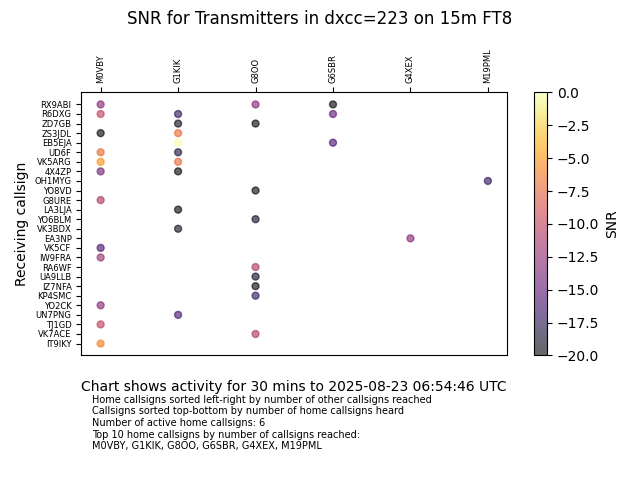 SNR for Transmitters in dxcc=223 on 15m FT8
M0VBY G1KIK G8OO G6SBR G4XEX M19PML
RX9ABI
R6DXG
ZD7GB
ZS3JDL
EB5EJA
UD6F
VK5ARG
4X4ZP
OH1MYG
YO8VD
G8URE
LA3LJA
YO6BLM
VK3BDX
EA3NP
VK5CF
IW9FRA
RA6WF
UA9LLB
IZ7NFA
KP4SMC
YO2CK
UN7PNG
TJ1GD
VK7ACE
IT9IKY
Receiving callsign
0.0
−2.5
−5.0
−7.5
−10.0
−12.5
−15.0
−17.5
−20.0
SNR
Chart shows activity for 30 mins to 2025-08-23 06:54:46 UTC
Home callsigns sorted left-right by number of other callsigns reached
Callsigns sorted top-bottom by number of home callsigns heard
Number of active home callsigns: 6
Top 10 home callsigns by number of callsigns reached:
M0VBY, G1KIK, G8OO, G6SBR, G4XEX, M19PML